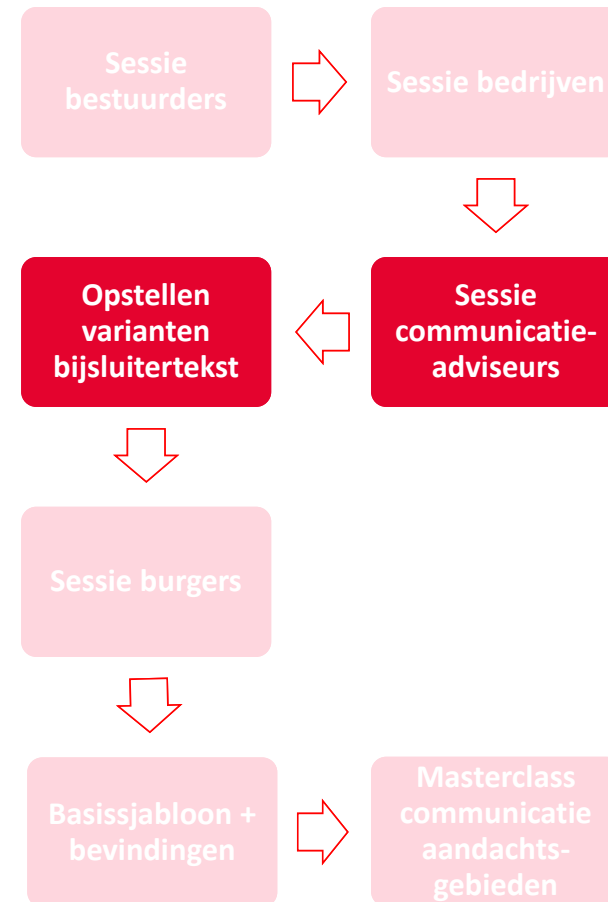 Sessie
bestuurders
Sessie bedrijven
Opstellen
varianten
bijsluitertekst
Sessie
communicatie-
adviseurs
Sessie burgers
Basissjabloon +
bevindingen
Masterclass
communicatie
aandachts-
gebieden